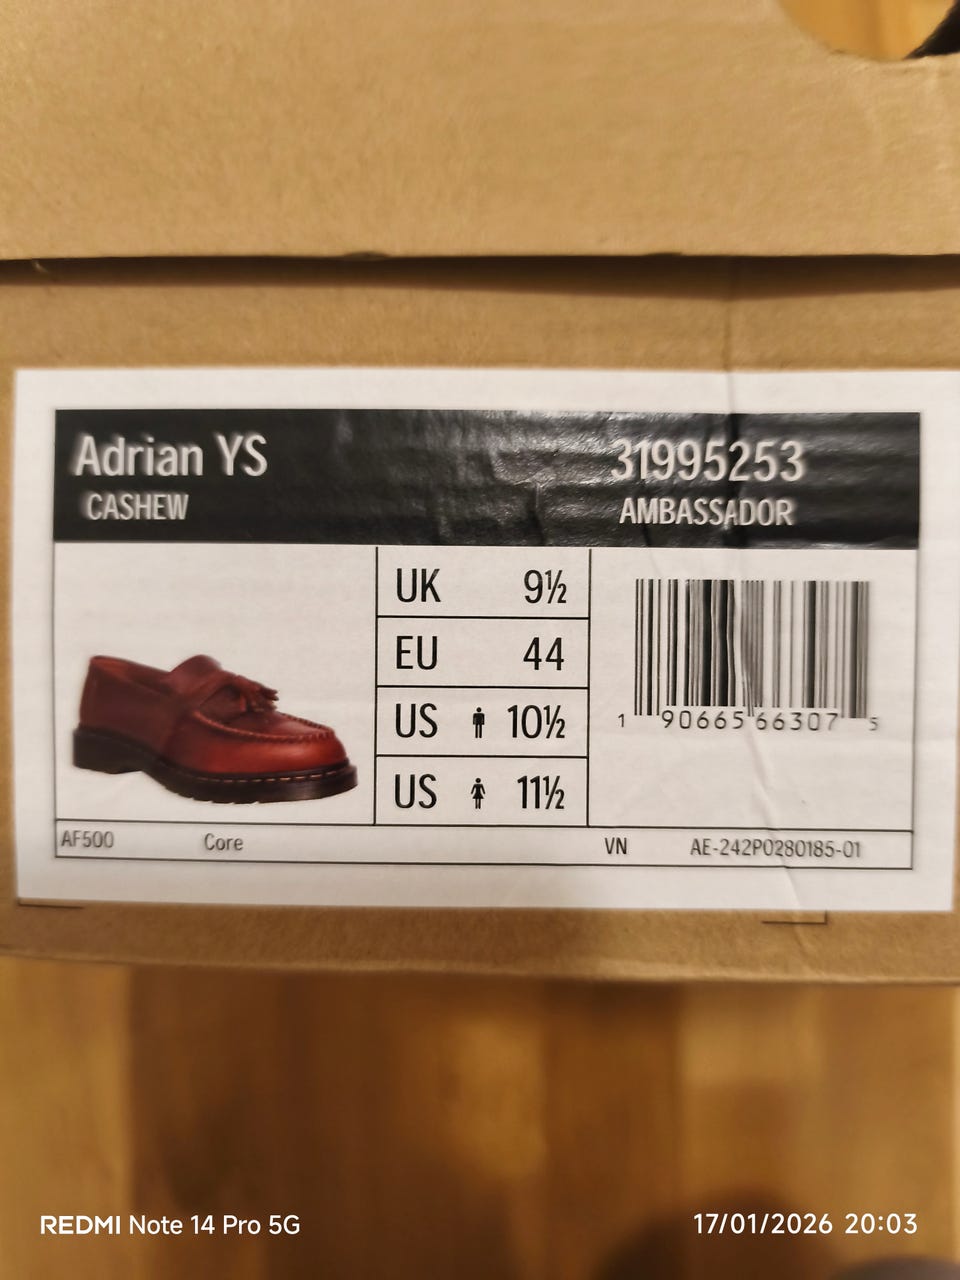 Adrian YS
CASHEW
31995253
AMBASSADOR
UK 9½
EU 44
US 10½
US 11½
1 90665 66307 5
AF500 Core VN AE-242P0280185-01
REDMI Note 14 Pro 5G
17/01/2026 20:03